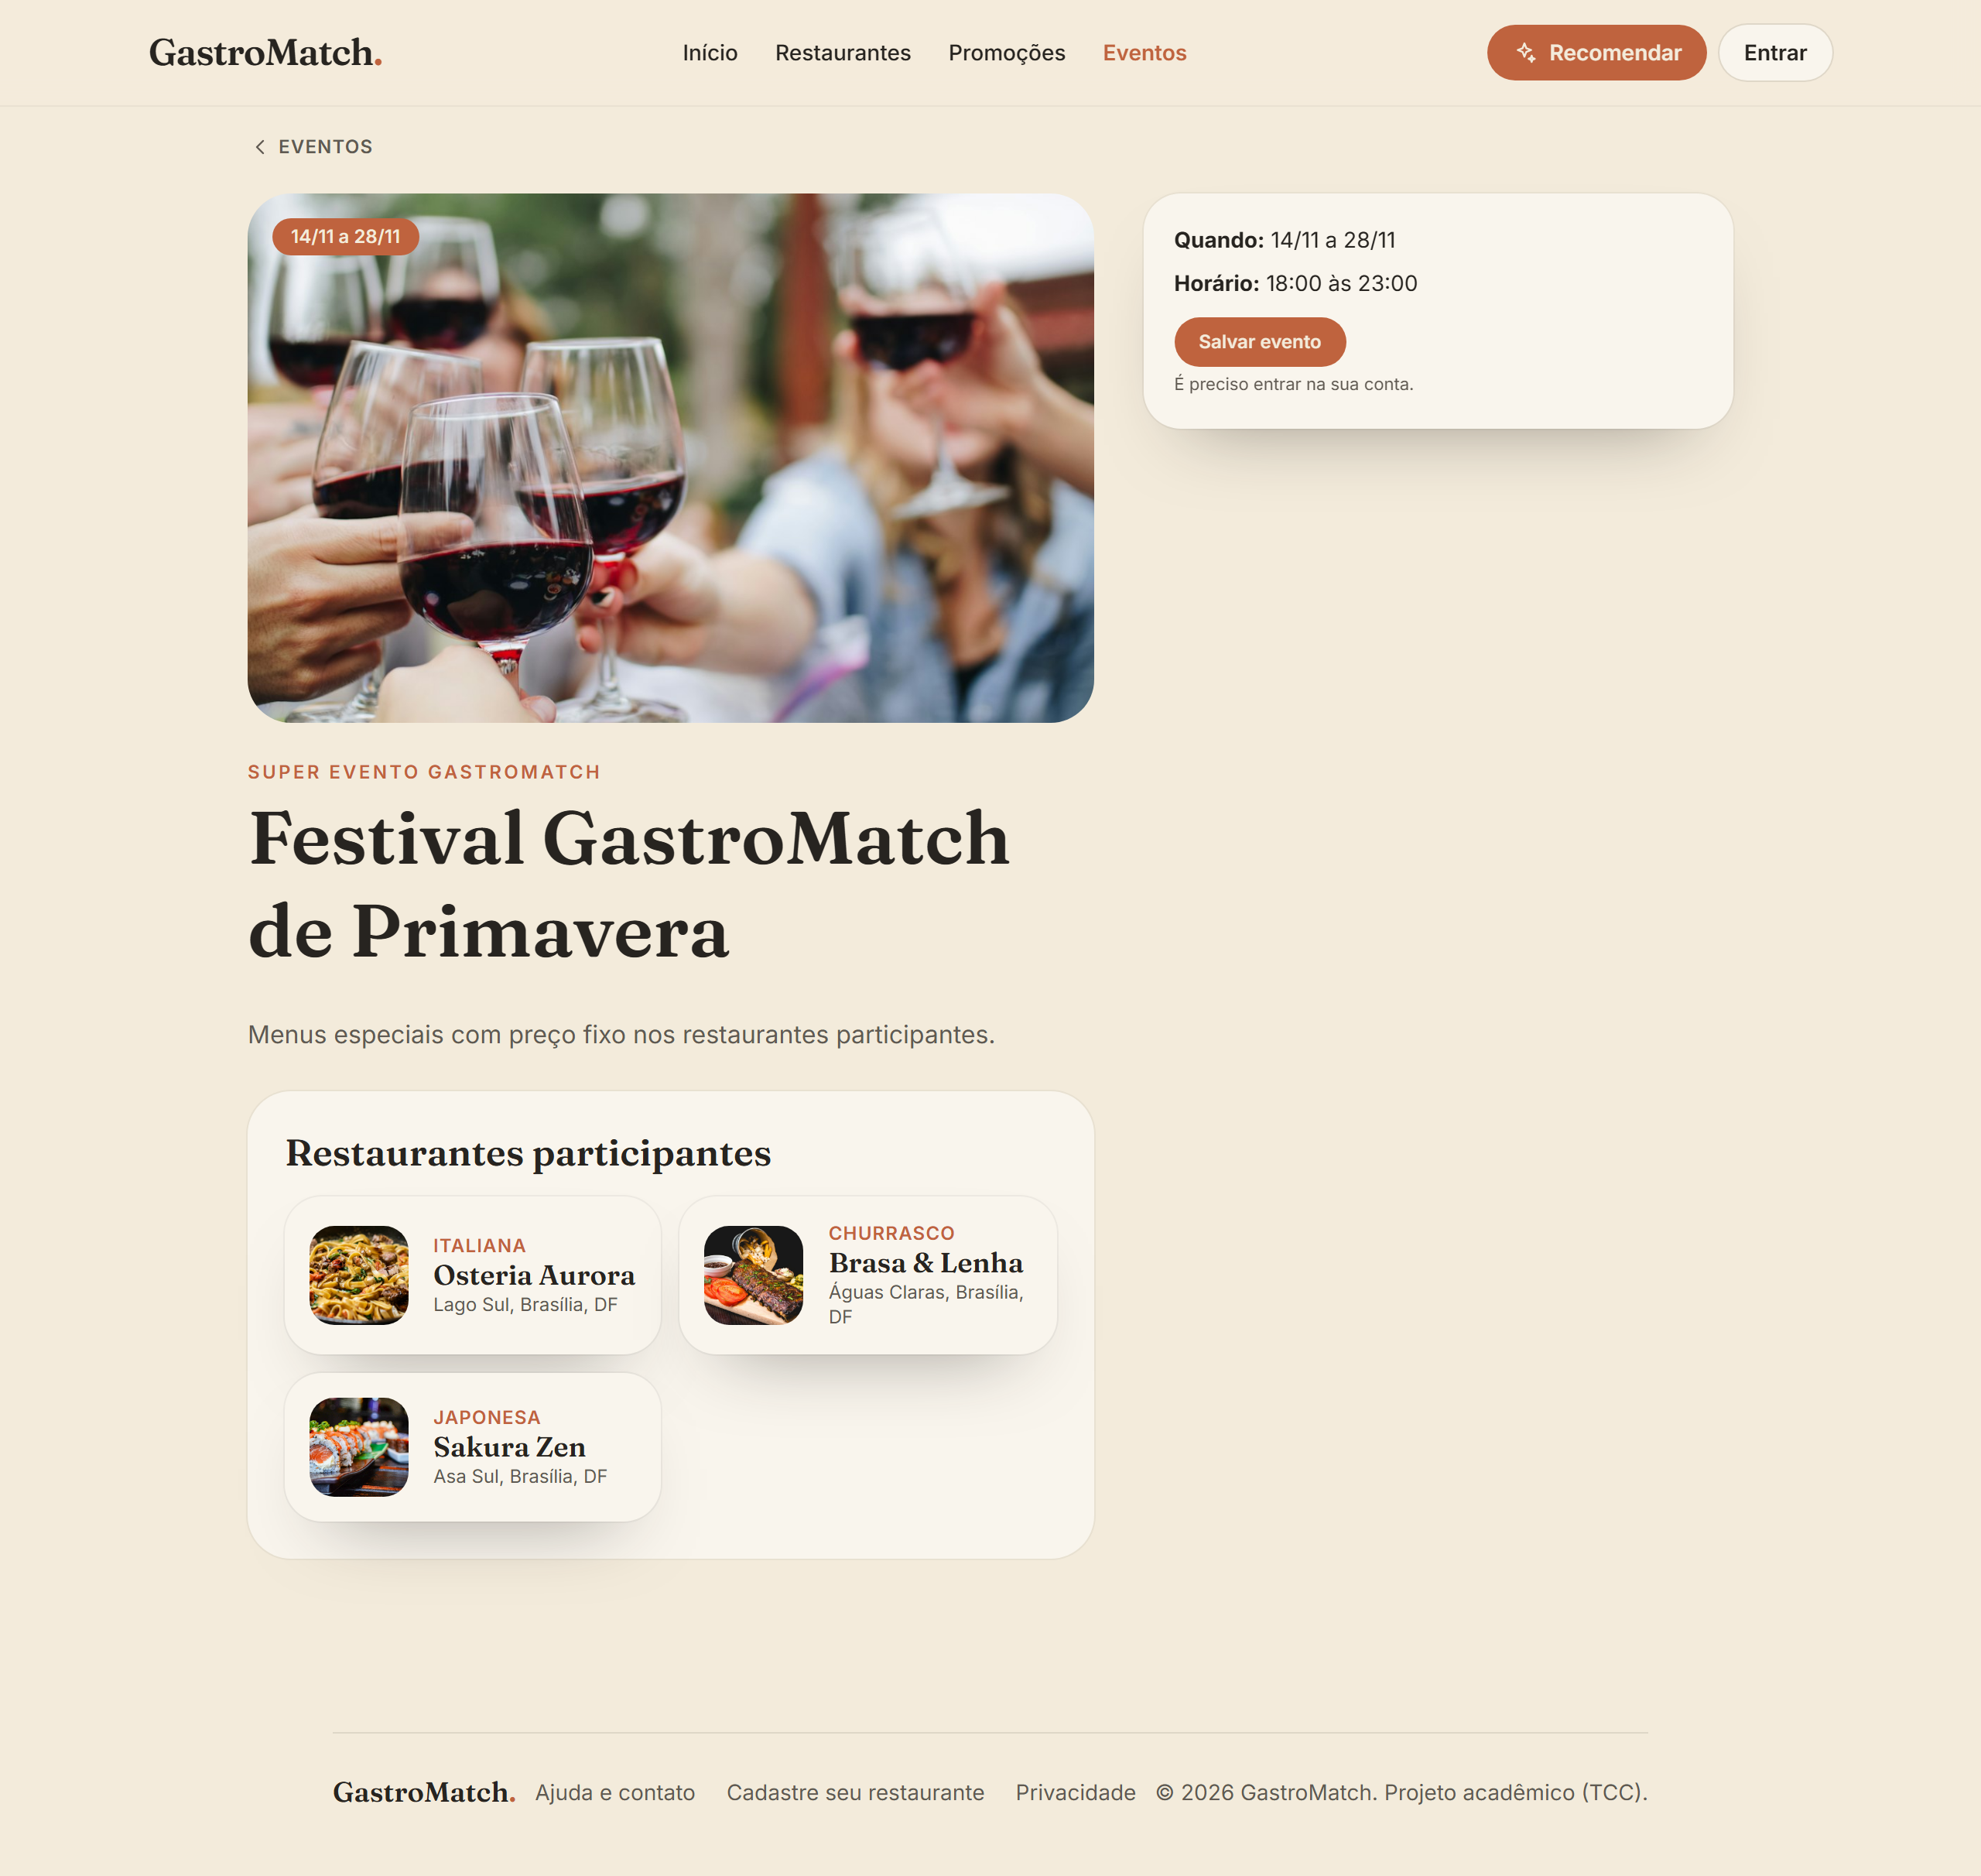 GastroMatch.
Início
Restaurantes
Promoções
Eventos
Recomendar
Entrar
EVENTOS
14/11 a 28/11
Quando: 14/11 a 28/11
Horário: 18:00 às 23:00
Salvar evento
É preciso entrar na sua conta.
SUPER EVENTO GASTROMATCH
Festival GastroMatch
de Primavera
Menus especiais com preço fixo nos restaurantes participantes.
Restaurantes participantes
ITALIANA
Osteria Aurora
Lago Sul, Brasília, DF
CHURRASCO
Brasa & Lenha
Águas Claras, Brasília,
DF
JAPONESA
Sakura Zen
Asa Sul, Brasília, DF
GastroMatch.
Ajuda e contato
Cadastre seu restaurante
Privacidade
© 2026 GastroMatch. Projeto acadêmico (TCC).